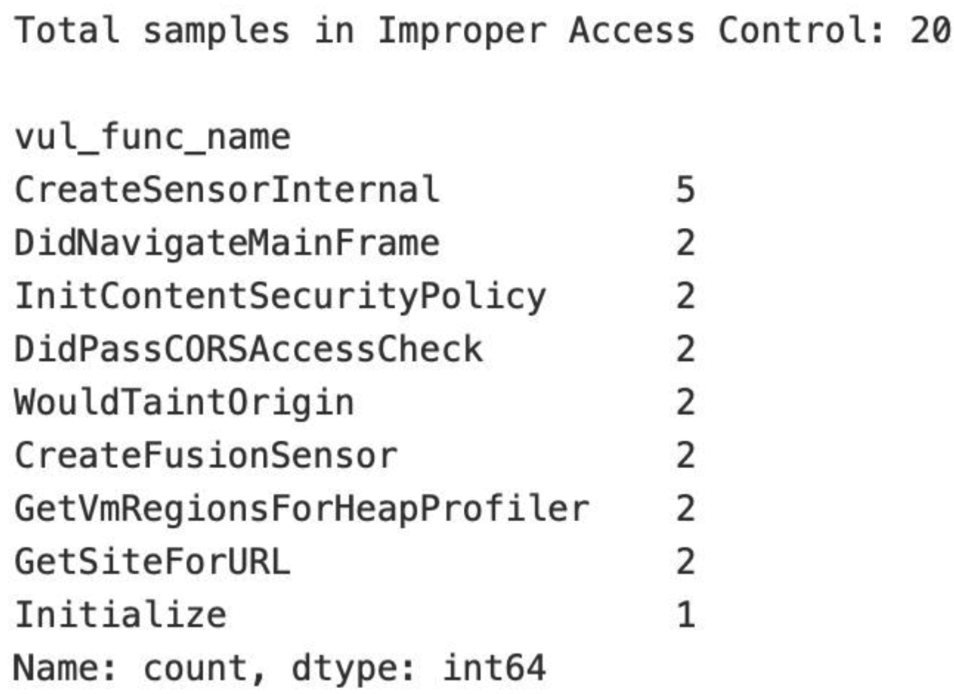 Total samples in Improper Access Control: 20
vul_func_name
CreateSensorInternal 5
DidNavigateMainFrame 2
InitContentSecurityPolicy 2
DidPassCORSAccessCheck 2
WouldTaintOrigin 2
CreateFusionSensor 2
GetVmRegionsForHeapProfiler 2
GetSiteForURL 2
Initialize 1
Name: count, dtype: int64